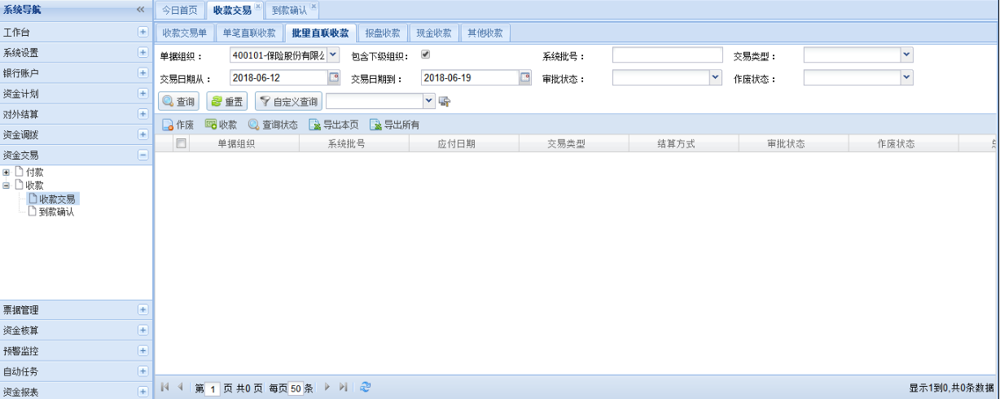 系统导航
今日首页 收款交易 到款确认
工作台
系统设置
银行账户
资金计划
对外结算
资金调拨
资金交易
付款
收款
收款交易
到款确认
票据管理
资金核算
预警监控
自动任务
资金报表
收款交易单 单笔直联收款 批量直联收款 报盘收款 现金收款 其他收款
单据组织： 400101-保险股份有限 包含下级组织： 系统批号： 交易类型：
交易日期从： 2018-06-12 交易日期到： 2018-06-19 审批状态： 作废状态：
查询 重置 自定义查询
作废 收款 查询状态 导出本页 导出所有
单据组织 系统批号 应付日期 交易类型 结算方式 审批状态 作废状态
第 1 页 共0 页 每页 50 条 显示1到0,共0条数据